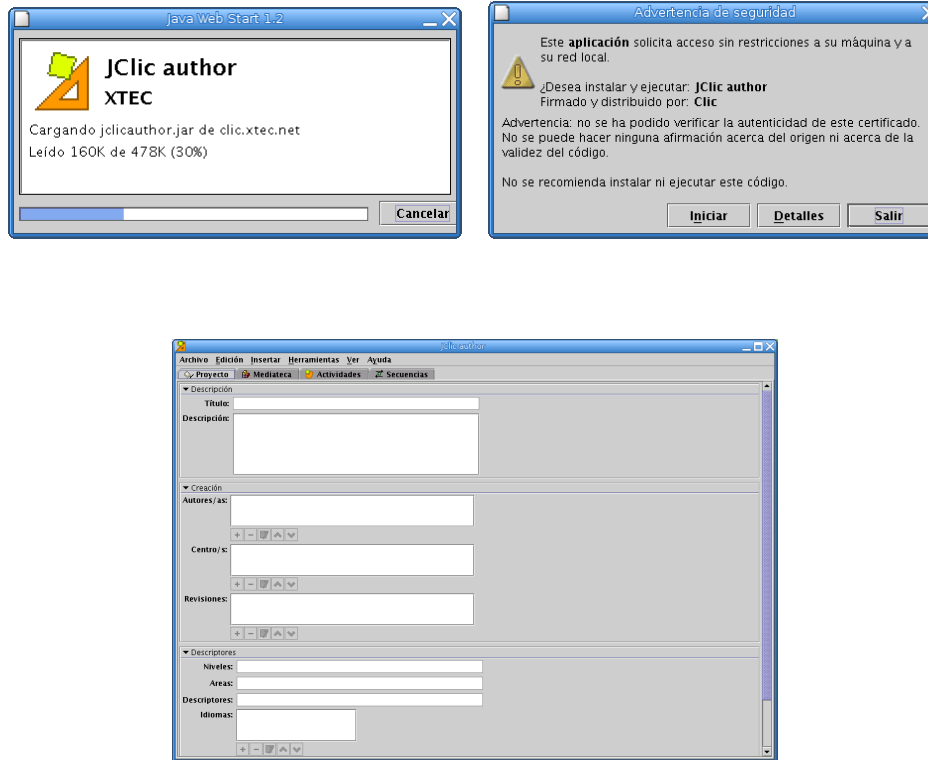 Java Web Start 1.2
JClic author
XTEC
Cargando jclicauthor.jar de clic.xtec.net
Leído 160K de 478K (30%)
Cancelar
Advertencia de seguridad
Este aplicación solicita acceso sin restricciones a su máquina y a
su red local.
¿Desea instalar y ejecutar: JClic author
Firmado y distribuido por: Clic
Advertencia: no se ha podido verificar la autenticidad de este certificado.
No se puede hacer ninguna afirmación acerca del origen ni acerca de la
validez del código.
No se recomienda instalar ni ejecutar este código.
Iniciar Detalles Salir
JClic author
Archivo Edición Insertar Herramientas Ver Ayuda
Proyecto Mediateca Actividades Secuencias
Descripción
Título:
Descripción:
Creación
Autores/as:
Centro/s:
Revisiones:
Descriptores
Niveles:
Areas:
Descriptores:
Idiomas: